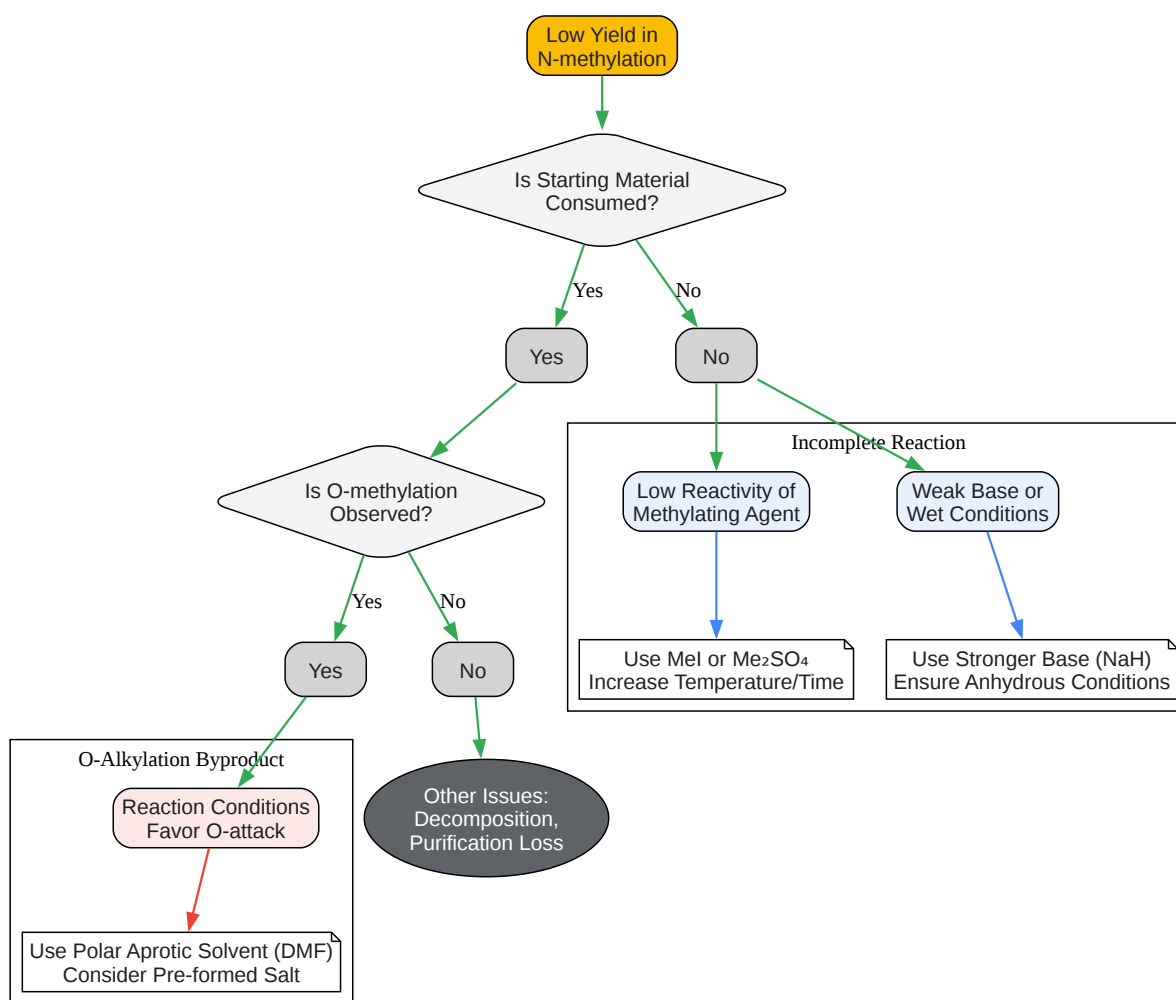 Low Yield in
N-methylation
Is Starting Material
Consumed?
Yes
No
Yes
No
Incomplete Reaction
Is O-methylation
Observed?
Low Reactivity of
Methylating Agent
Weak Base or
Wet Conditions
Yes
No
Yes
No
Use MeI or Me₂SO₄
Increase Temperature/Time
Use Stronger Base (NaH)
Ensure Anhydrous Conditions
O-Alkylation Byproduct
Reaction Conditions
Favor O-attack
Other Issues:
Decomposition,
Purification Loss
Use Polar Aprotic Solvent (DMF)
Consider Pre-formed Salt